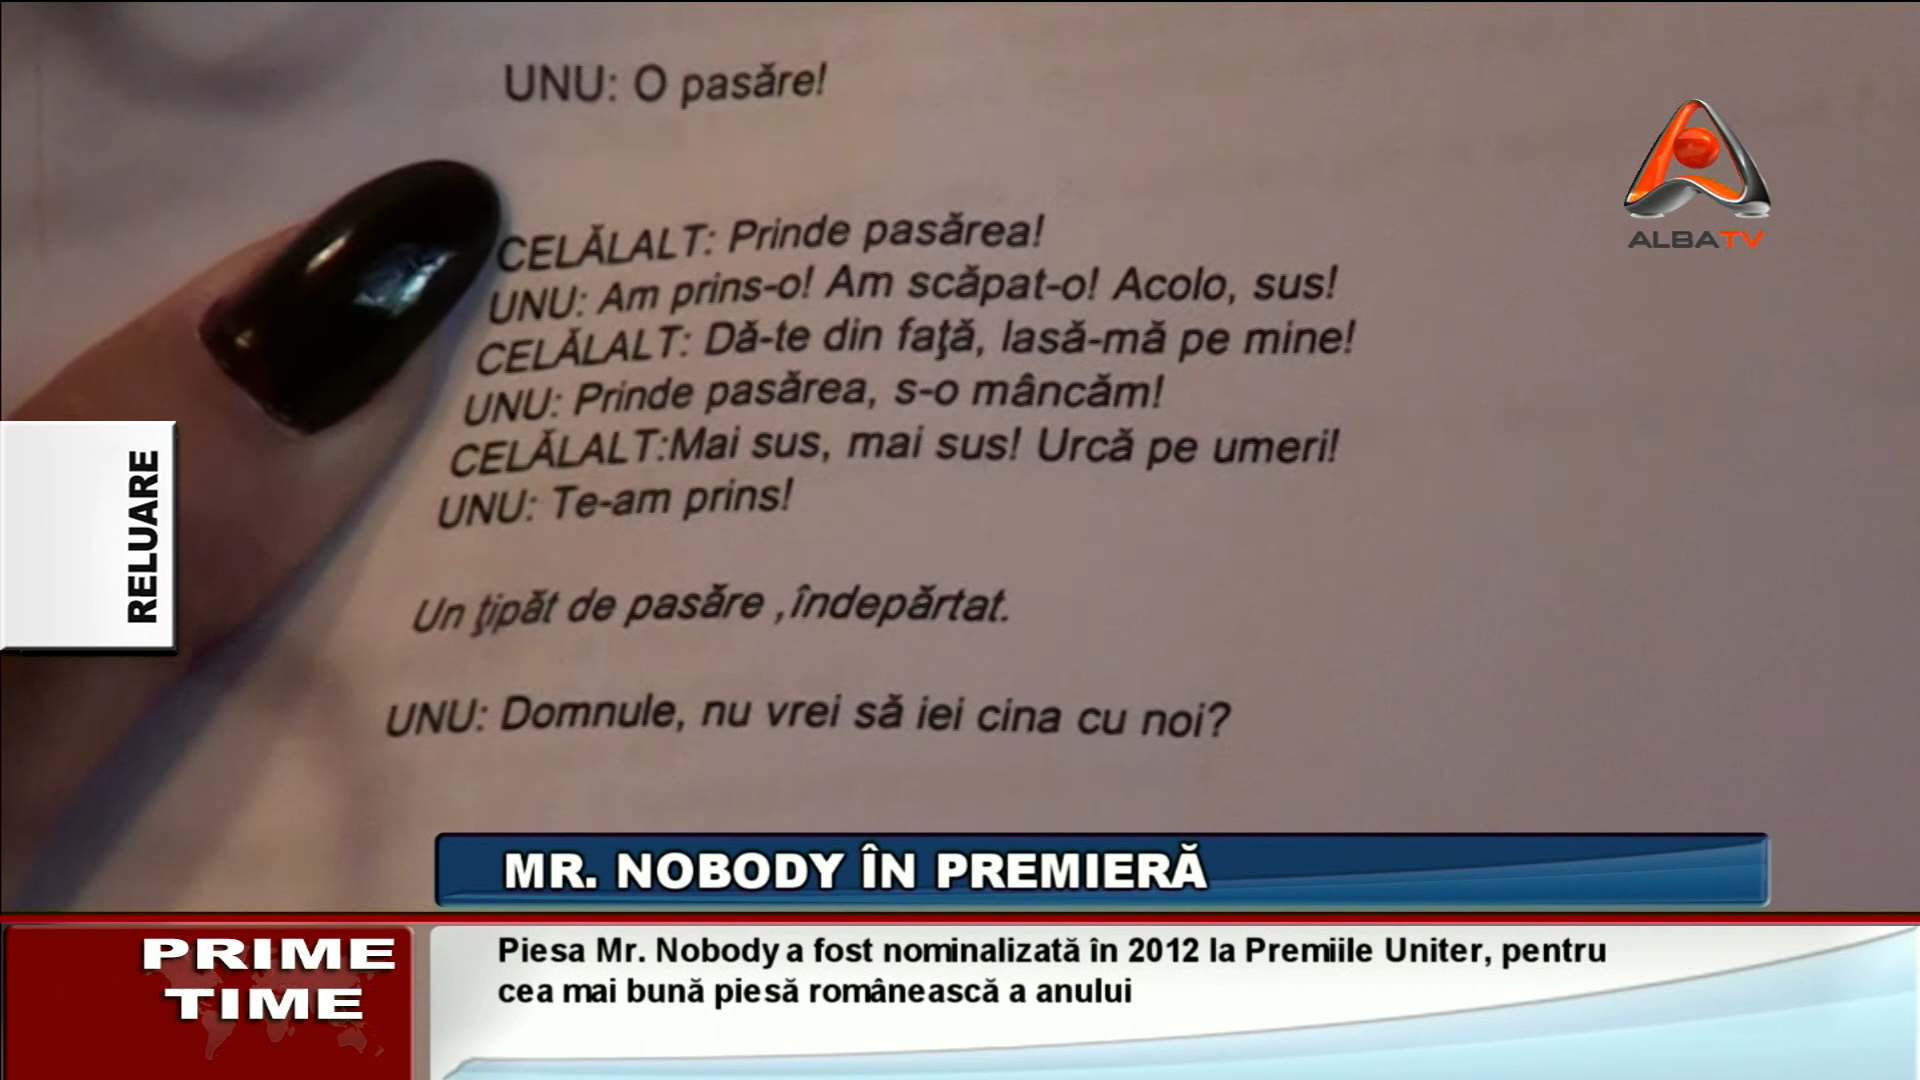 UNU: O pasăre!
CELĂLALT: Prinde pasărea!
UNU: Am prins-o! Am scăpat-o! Acolo, sus!
CELĂLALT: Dă-te din faţă, lasă-mă pe mine!
UNU: Prinde pasărea, s-o mâncăm!
CELĂLALT:Mai sus, mai sus! Urcă pe umeri!
UNU: Te-am prins!
Un ţipăt de pasăre ,îndepărtat.
UNU: Domnule, nu vrei să iei cina cu noi?
ALBATV
RELUARE
MR. NOBODY ÎN PREMIERĂ
PRIME
TIME
Piesa Mr. Nobody a fost nominalizată în 2012 la Premiile Uniter, pentru
cea mai bună piesă românească a anului